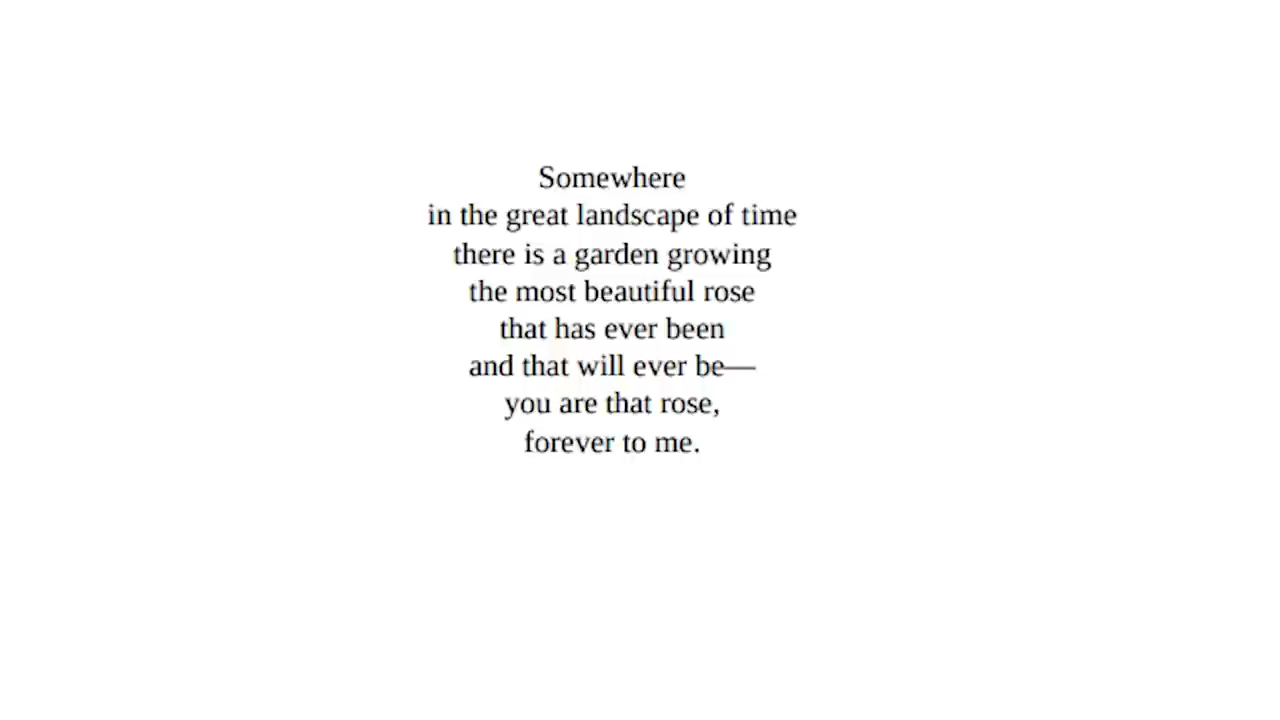 Somewhere
in the great landscape of time
there is a garden growing
the most beautiful rose
that has ever been
and that will ever be—
you are that rose,
forever to me.